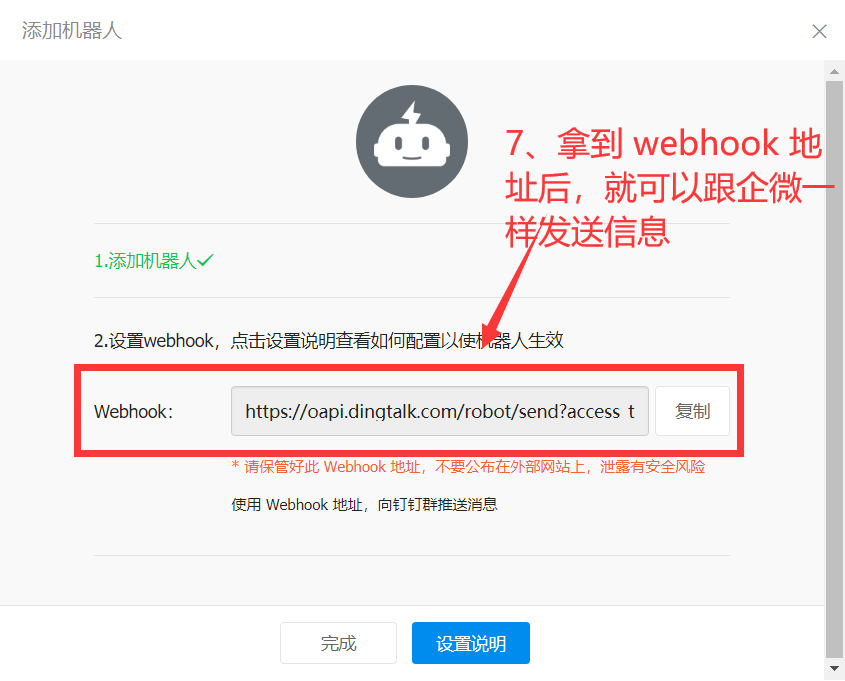 添加机器人
7、拿到 webhook 地
址后，就可以跟企微一
样发送信息
1.添加机器人
2.设置webhook，点击设置说明查看如何配置以使机器人生效
Webhook：
https://oapi.dingtalk.com/robot/send?access_t
复制
* 请保管好此 Webhook 地址，不要公布在外部网站上，泄露有安全风险
使用 Webhook 地址，向钉钉群推送消息
完成
设置说明